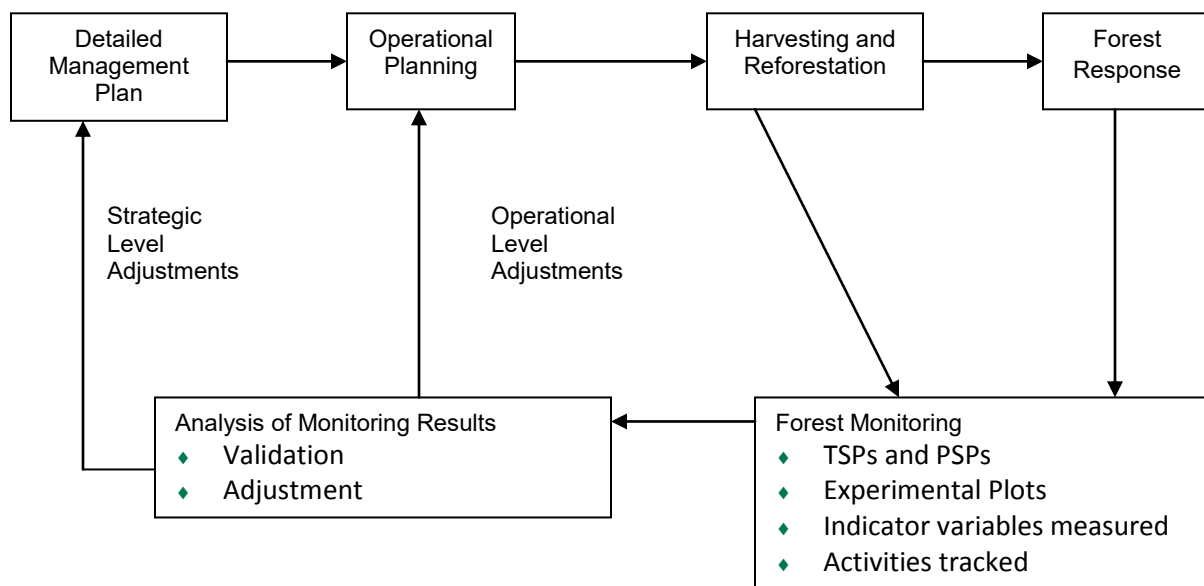 Detailed
Management
Plan
Operational
Planning
Harvesting and
Reforestation
Forest
Response
Strategic
Level
Adjustments
Operational
Level
Adjustments
Analysis of Monitoring Results
♦ Validation
♦ Adjustment
Forest Monitoring
♦ TSPs and PSPs
♦ Experimental Plots
♦ Indicator variables measured
♦ Activities tracked